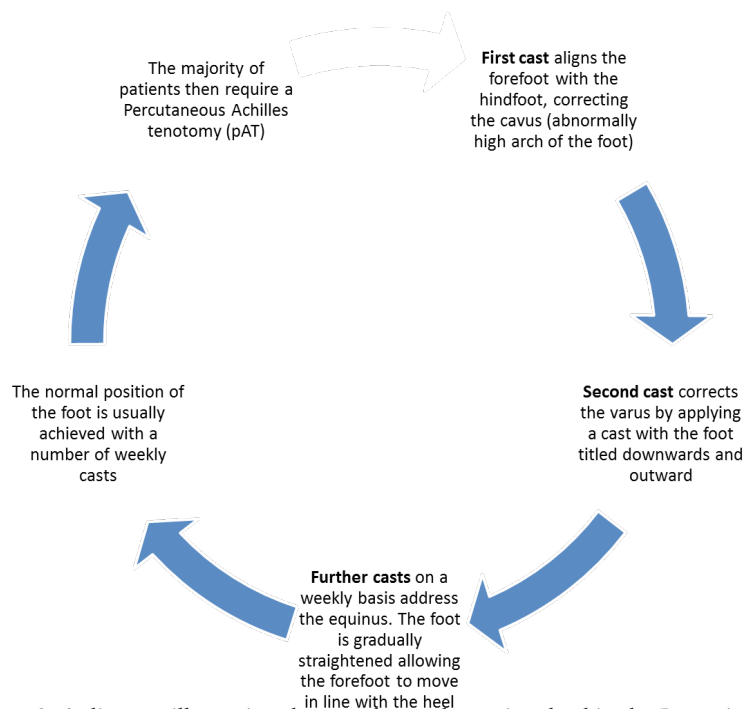 The majority of
patients then require a
Percutaneous Achilles
tenotomy (pAT)
First cast aligns the
forefoot with the
hindfoot, correcting
the cavus (abnormally
high arch of the foot)
Second cast corrects
the varus by applying
a cast with the foot
titled downwards and
outward
Further casts on a
weekly basis address
the equinus. The foot
is gradually
straightened allowing
the forefoot to move
in line with the heel
The normal position of
the foot is usually
achieved with a
number of weekly
casts